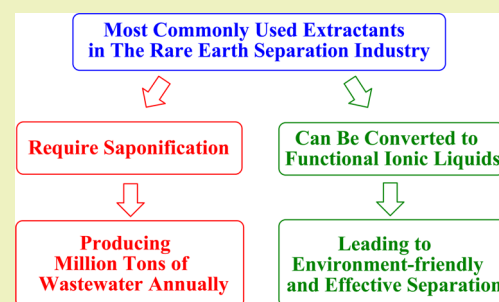 Most Commonly Used Extractants
in The Rare Earth Separation Industry
Require Saponification
Can Be Converted to
Functional Ionic Liquids
Producing
Million Tons of
Wastewater Annually
Leading to
Environment-friendly
and Effective Separation